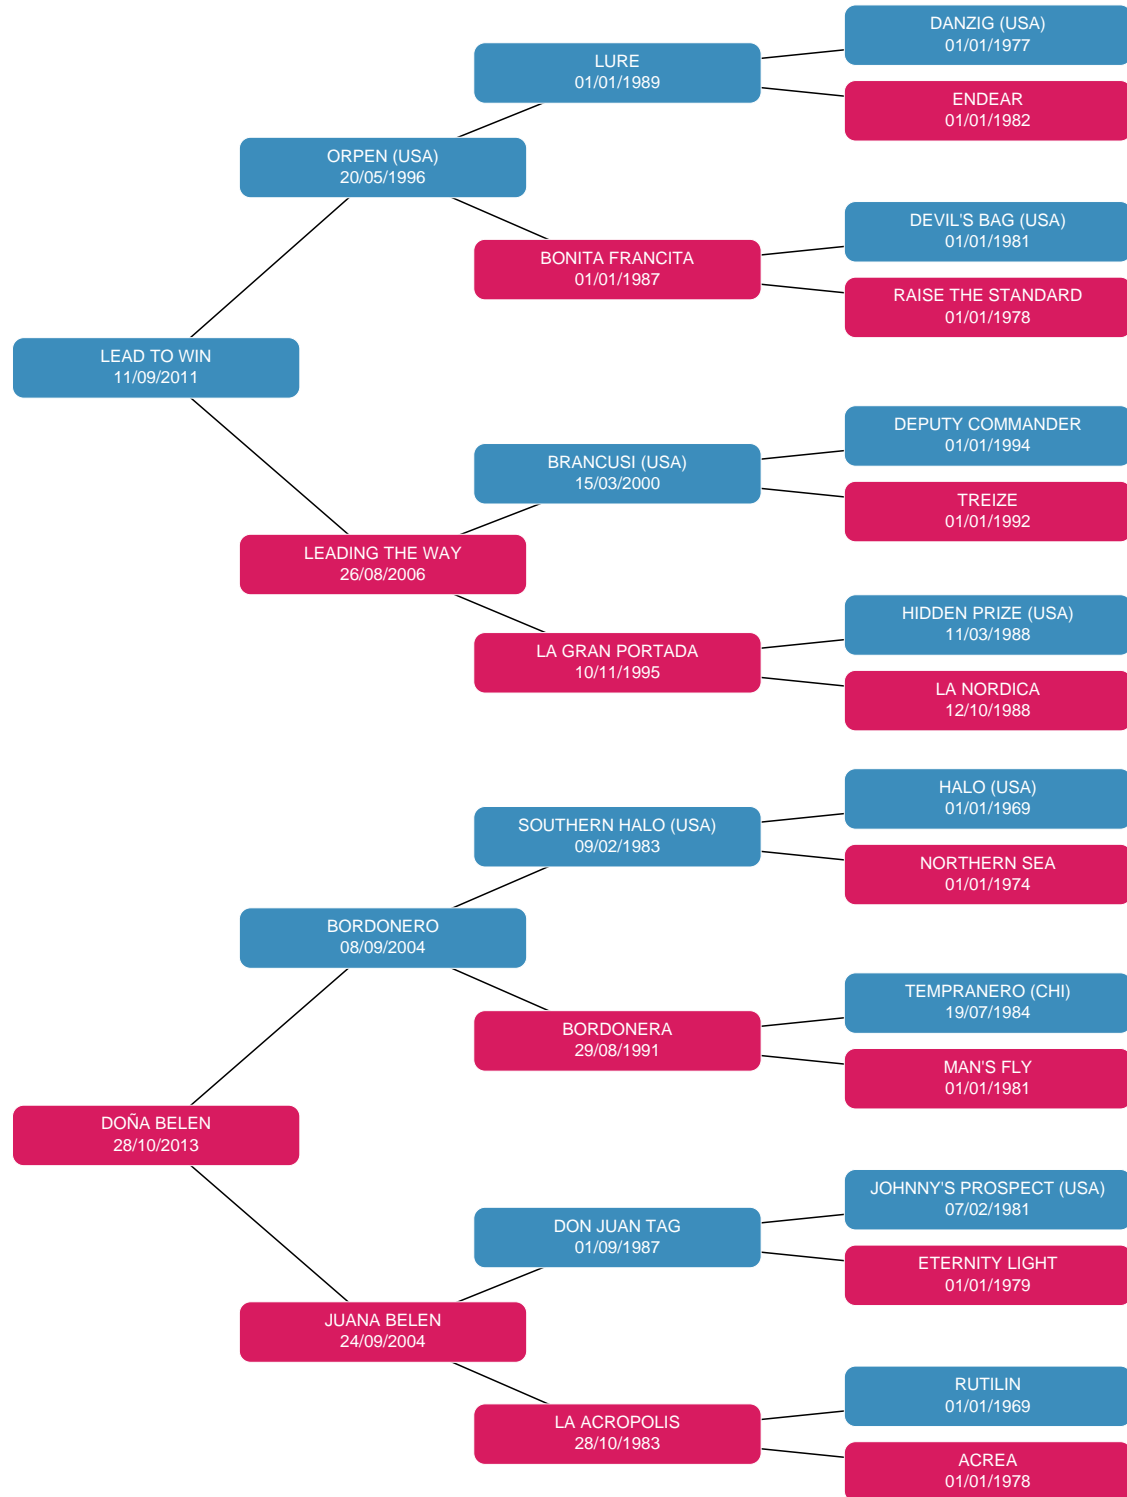 DANZIG (USA)
01/01/1977
LURE
01/01/1989
ENDEAR
01/01/1982
ORPEN (USA)
20/05/1996
DEVIL'S BAG (USA)
01/01/1981
BONITA FRANCITA
01/01/1987
RAISE THE STANDARD
01/01/1978
LEAD TO WIN
11/09/2011
DEPUTY COMMANDER
01/01/1994
BRANCUSI (USA)
15/03/2000
TREIZE
01/01/1992
LEADING THE WAY
26/08/2006
HIDDEN PRIZE (USA)
11/03/1988
LA GRAN PORTADA
10/11/1995
LA NORDICA
12/10/1988
HALO (USA)
01/01/1969
SOUTHERN HALO (USA)
09/02/1983
NORTHERN SEA
01/01/1974
BORDONERO
08/09/2004
TEMPRANERO (CHI)
19/07/1984
BORDONERA
29/08/1991
MAN'S FLY
01/01/1981
DOÑA BELEN
28/10/2013
JOHNNY'S PROSPECT (USA)
07/02/1981
DON JUAN TAG
01/09/1987
ETERNITY LIGHT
01/01/1979
JUANA BELEN
24/09/2004
RUTILIN
01/01/1969
LA ACROPOLIS
28/10/1983
ACREA
01/01/1978